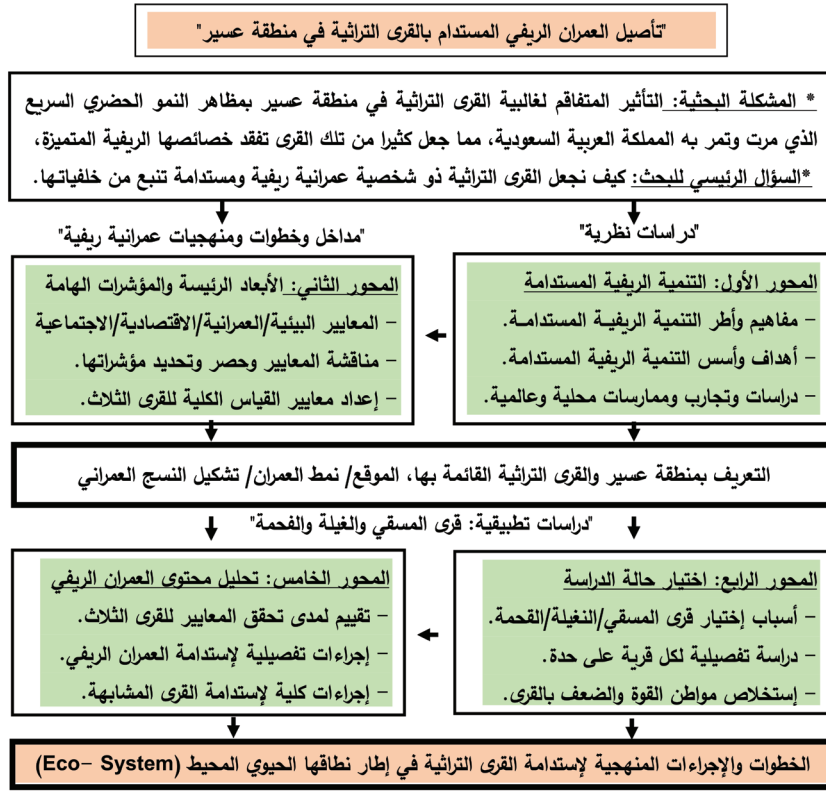 "تأصيل العمران الريفي المستدام بالقرى التراثية في منطقة عسير"
* المشكلة البحثية: التأثير المتفاقم لغالبية القرى التراثية في منطقة عسير بمظاهر النمو الحضري السريع
الذي مرت وتمر به المملكة العربية السعودية، مما جعل كثيرا من تلك القرى تفقد خصائصها الريفية المتميزة،
*السؤال الرئيسي للبحث: كيف نجعل القرى التراثية ذو شخصية عمرانية ريفية ومستدامة تنبع من خلفياتها.
"دراسات نظرية"
المحور الأول: التنمية الريفية المستدامة
– مفاهيم وأطر التنمية الريفية المستدامة.
– أهداف وأسس التنمية الريفية المستدامة.
– دراسات وتجارب وممارسات محلية وعالمية.
"مداخل وخطوات ومنهجيات عمرانية ريفية"
المحور الثاني: الأبعاد الرئيسة والمؤشرات الهامة
– المعايير البيئية/العمرانية/الاقتصادية/الاجتماعية
– مناقشة المعايير وحصر وتحديد مؤشراتها.
– إعداد معايير القياس الكلية للقرى الثلاث.
التعريف بمنطقة عسير والقرى التراثية القائمة بها، الموقع/ نمط العمران/ تشكيل النسج العمراني
"دراسات تطبيقية: قرى المسقي والغيلة والفحمة"
المحور الرابع: اختيار حالة الدراسة
– أسباب إختيار قرى المسقي/النغيلة/القحمة.
– دراسة تفصيلية لكل قرية على حدة.
– إستخلاص مواطن القوة والضعف بالقرى.
المحور الخامس: تحليل محتوى العمران الريفي
– تقييم لمدى تحقق المعايير للقرى الثلاث.
– إجراءات تفصيلية لإستدامة العمران الريفي.
– إجراءات كلية لإستدامة القرى المشابهة.
الخطوات والإجراءات المنهجية لإستدامة القرى التراثية في إطار نطاقها الحيوي المحيط (Eco– System)